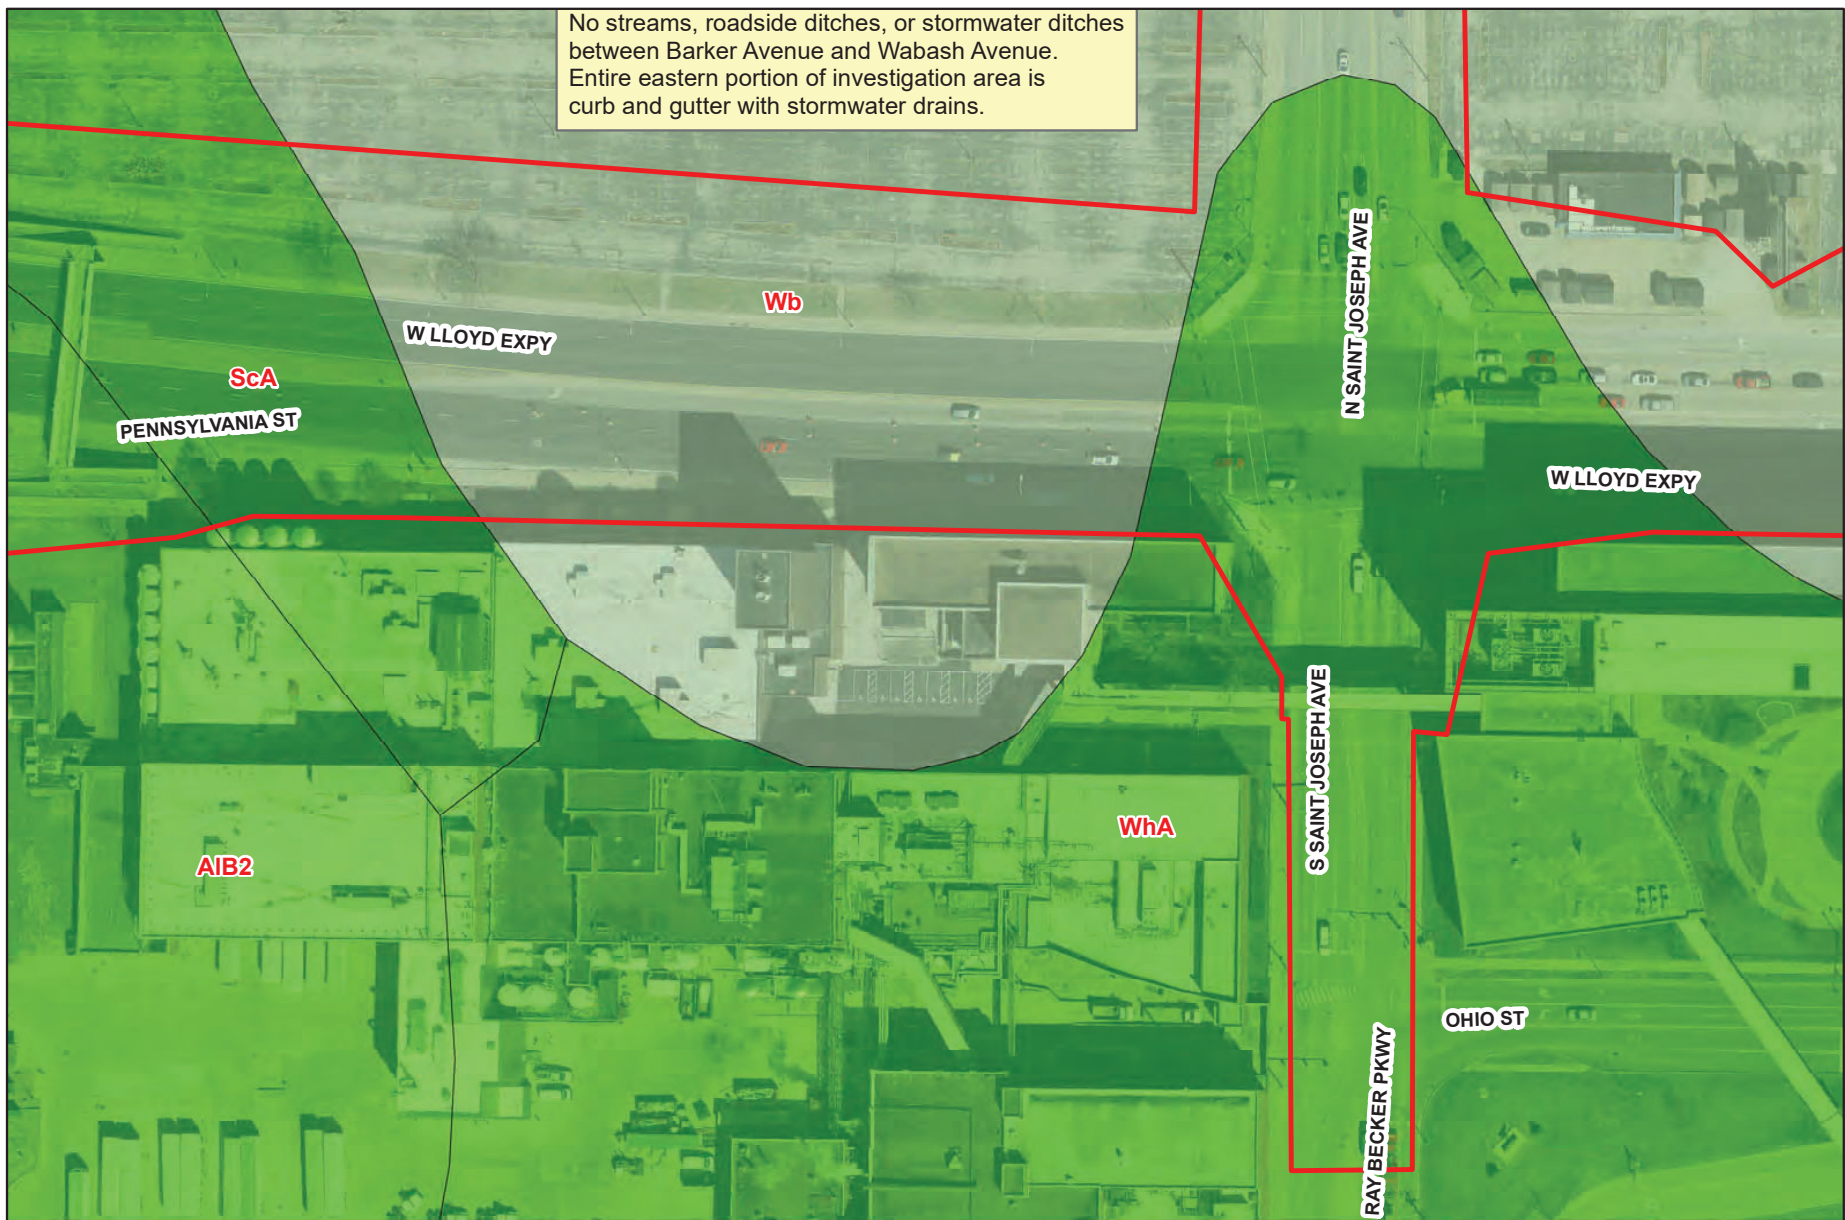 No streams, roadside ditches, or stormwater ditches
between Barker Avenue and Wabash Avenue.
Entire eastern portion of investigation area is
curb and gutter with stormwater drains.
Wb
N SAINT JOSEPH AVE
W LLOYD EXPY
ScA
PENNSYLVANIA ST
W LLOYD EXPY
S SAINT JOSEPH AVE
WhA
AlB2
OHIO ST
RAY BECKER PKWY